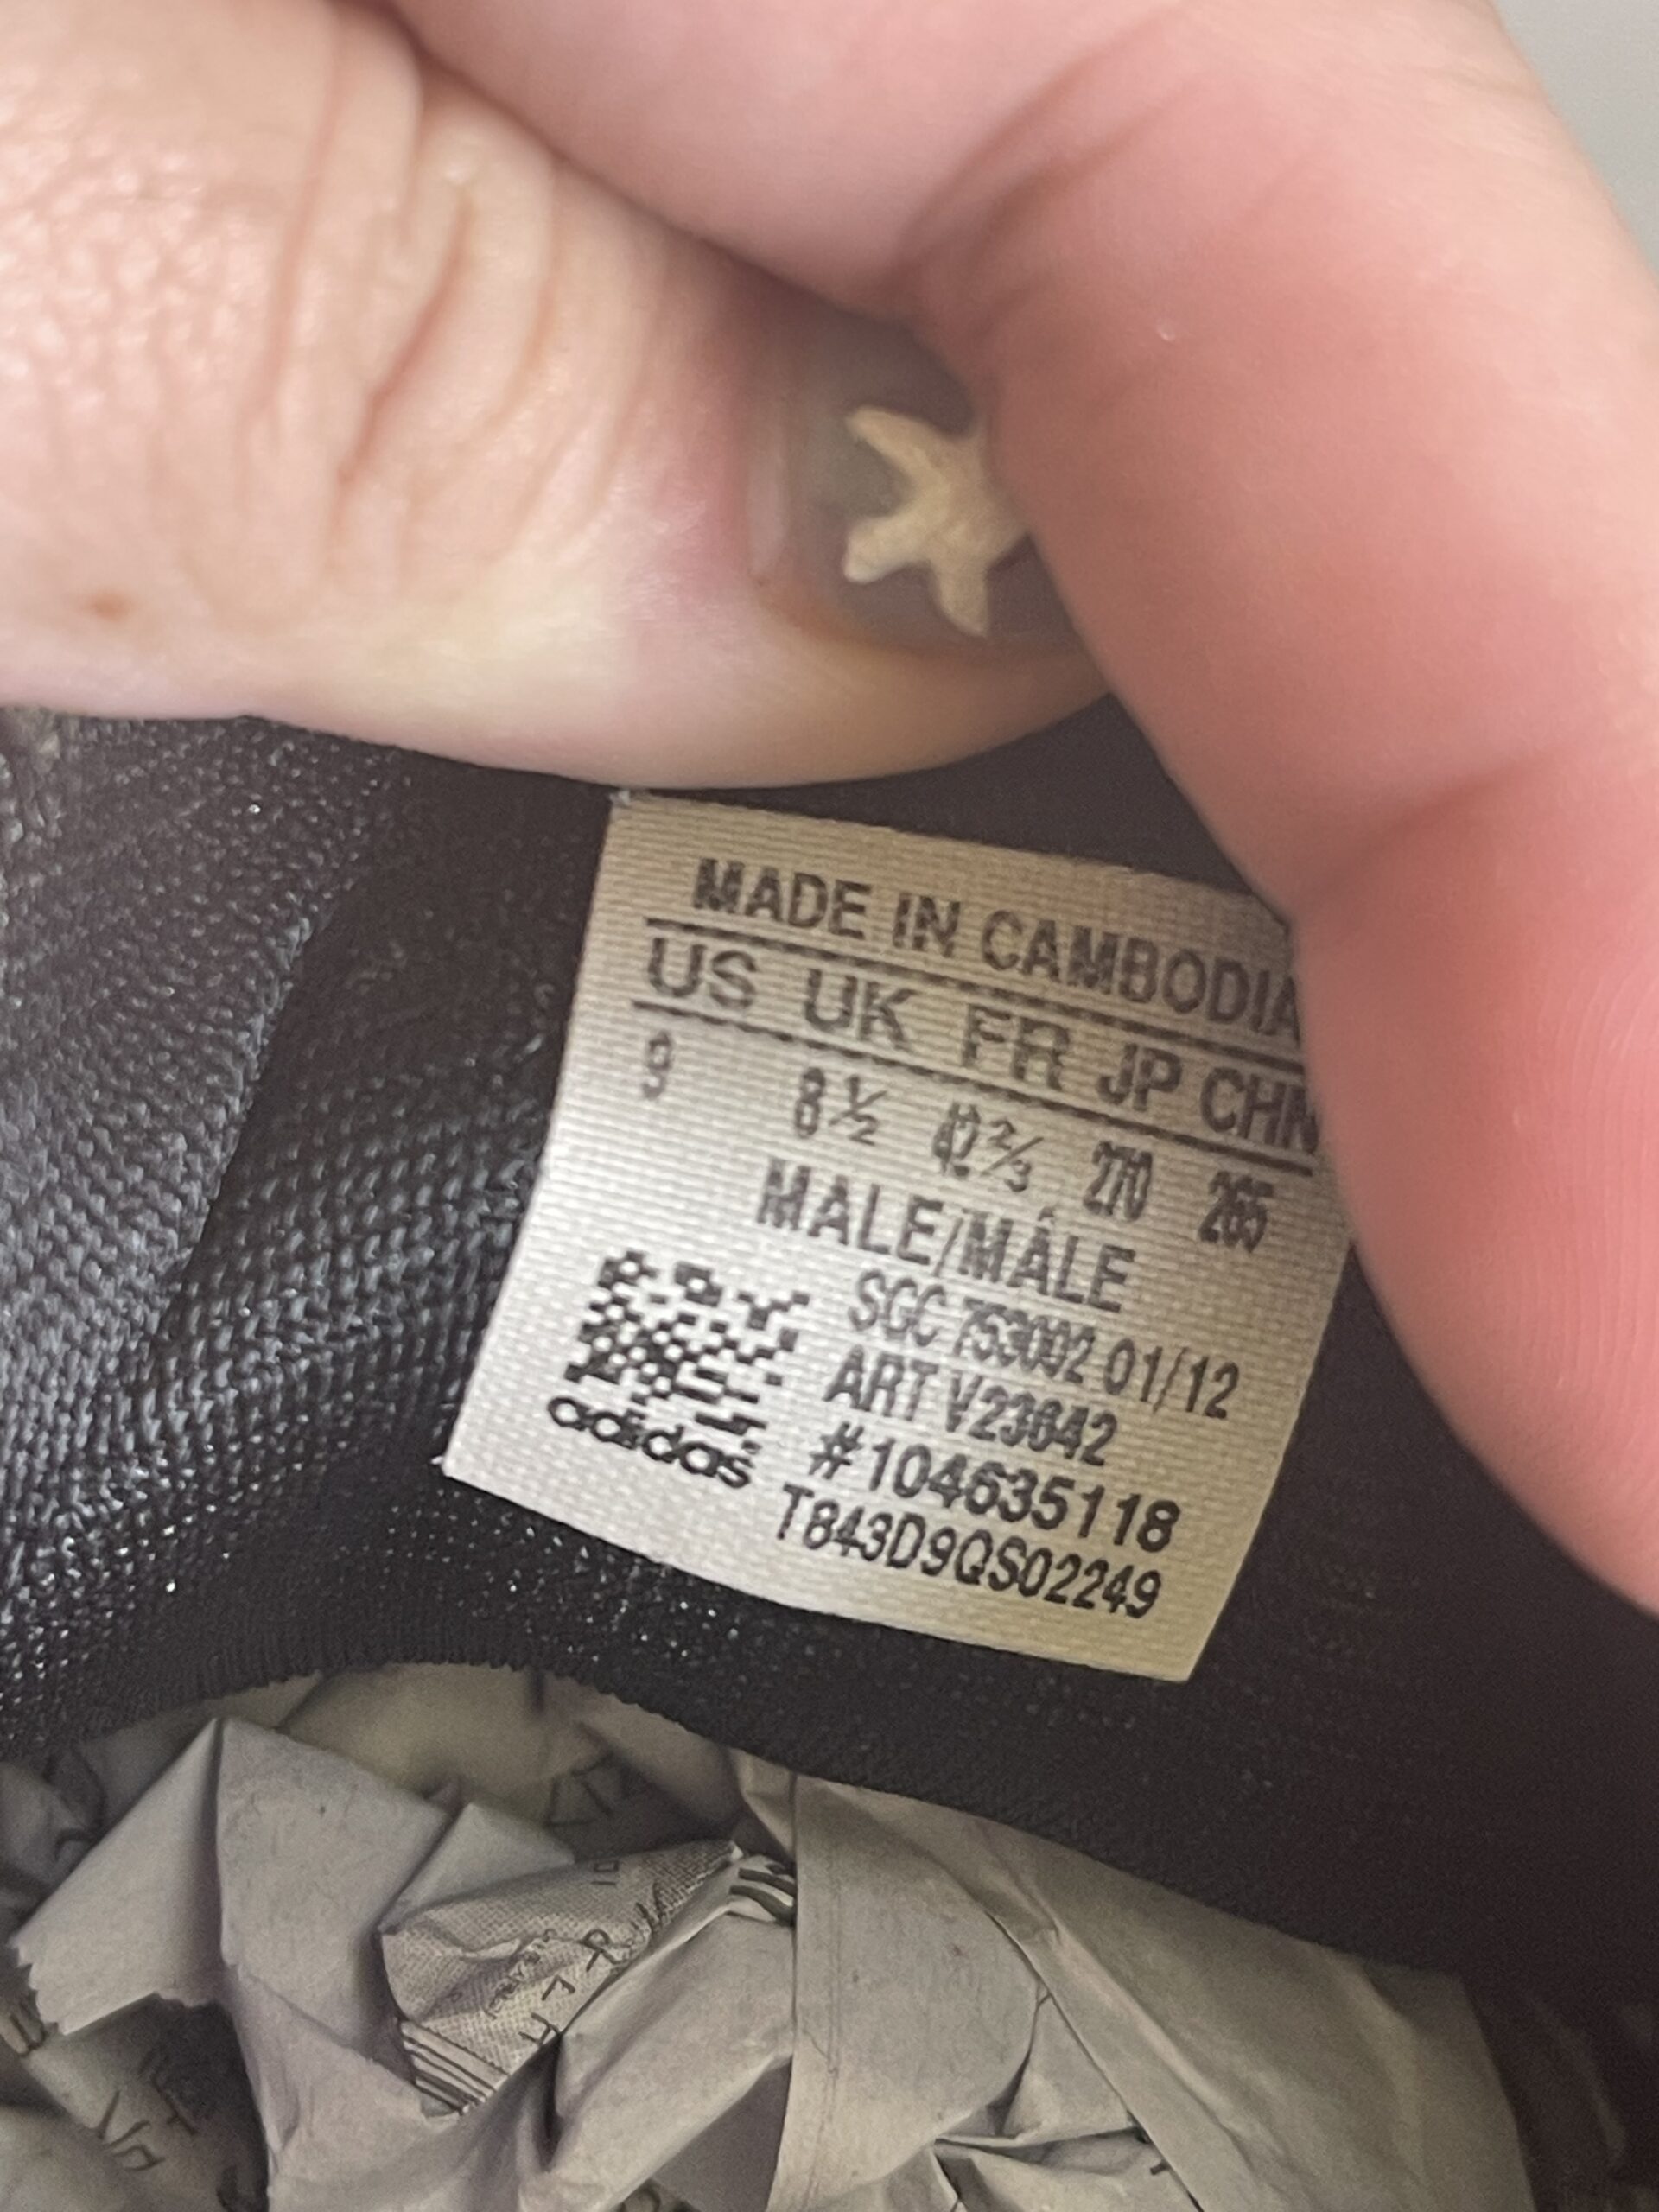 MADE IN CAMBODIA
US UK FR JP CHN
9 8½ 42⅔ 270 265
MALE/MÂLE
SGC 753002 01/12
ART V23642
#104635118
T843D9QS02249
adidas